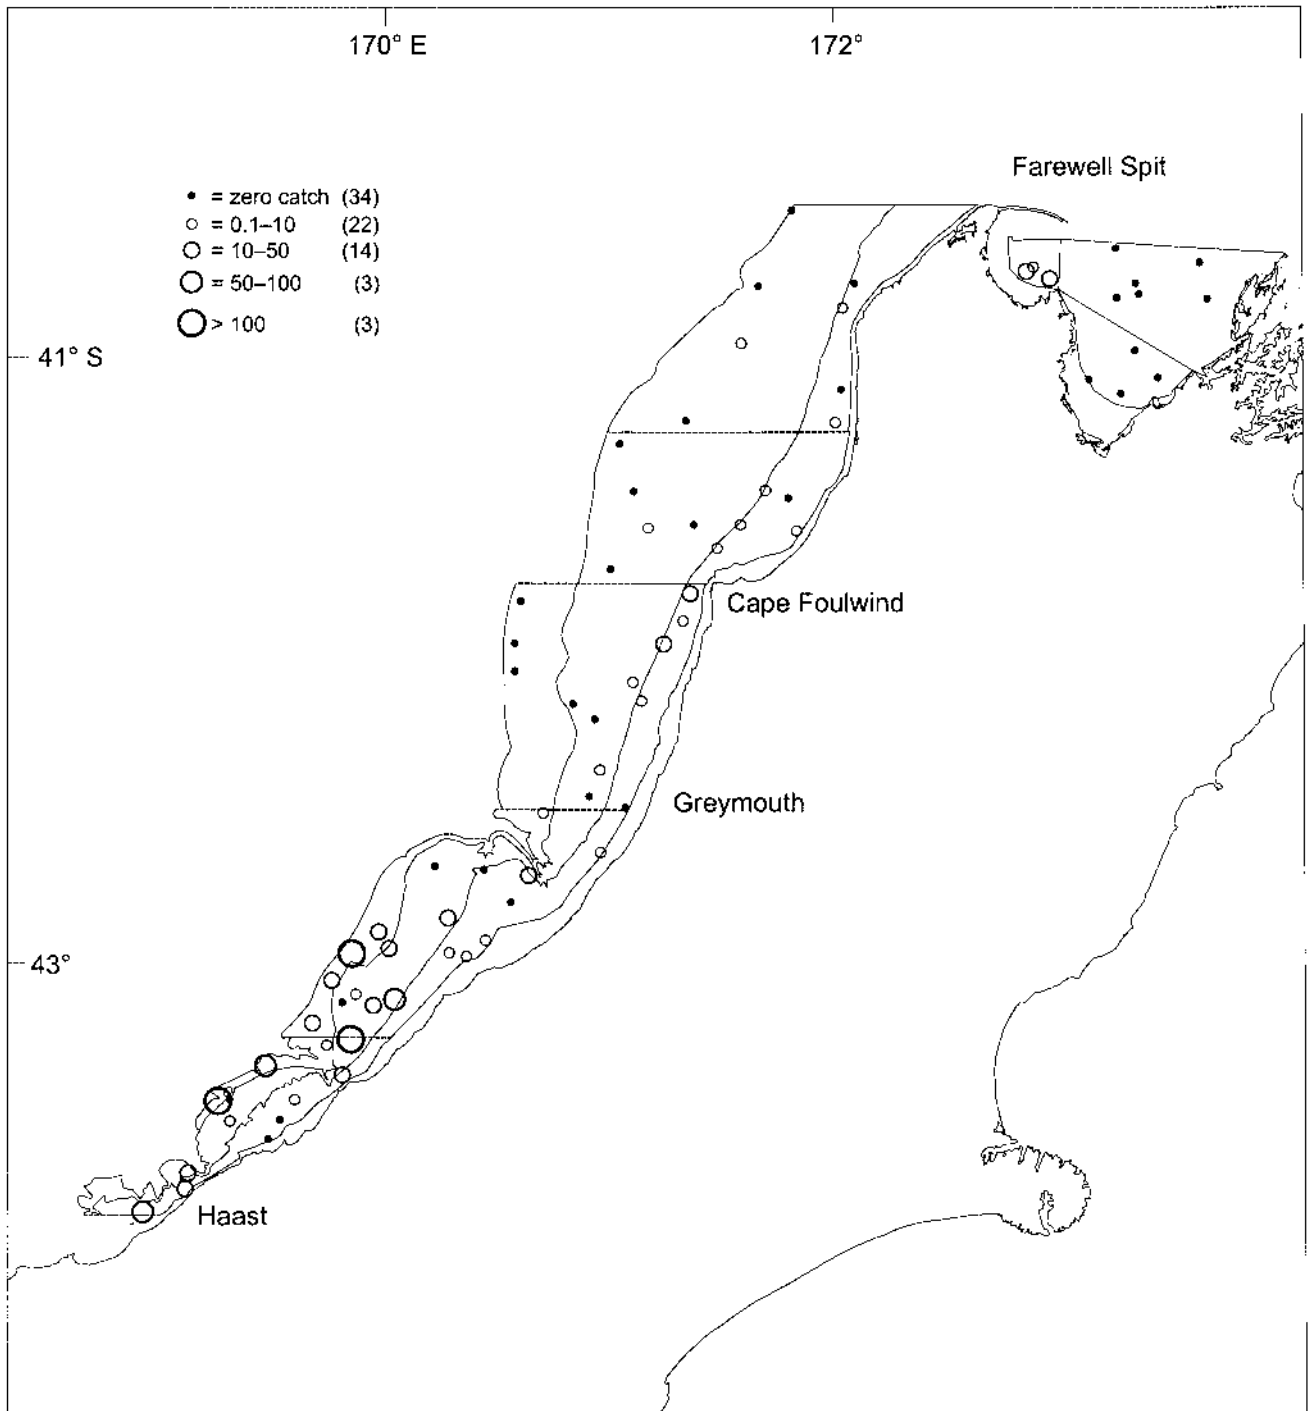 170° E 172°
Farewell Spit
• = zero catch (34)
○ = 0.1–10 (22)
○ = 10–50 (14)
○ = 50–100 (3)
○ > 100 (3)
41° S
Cape Foulwind
Greymouth
43°
Haast